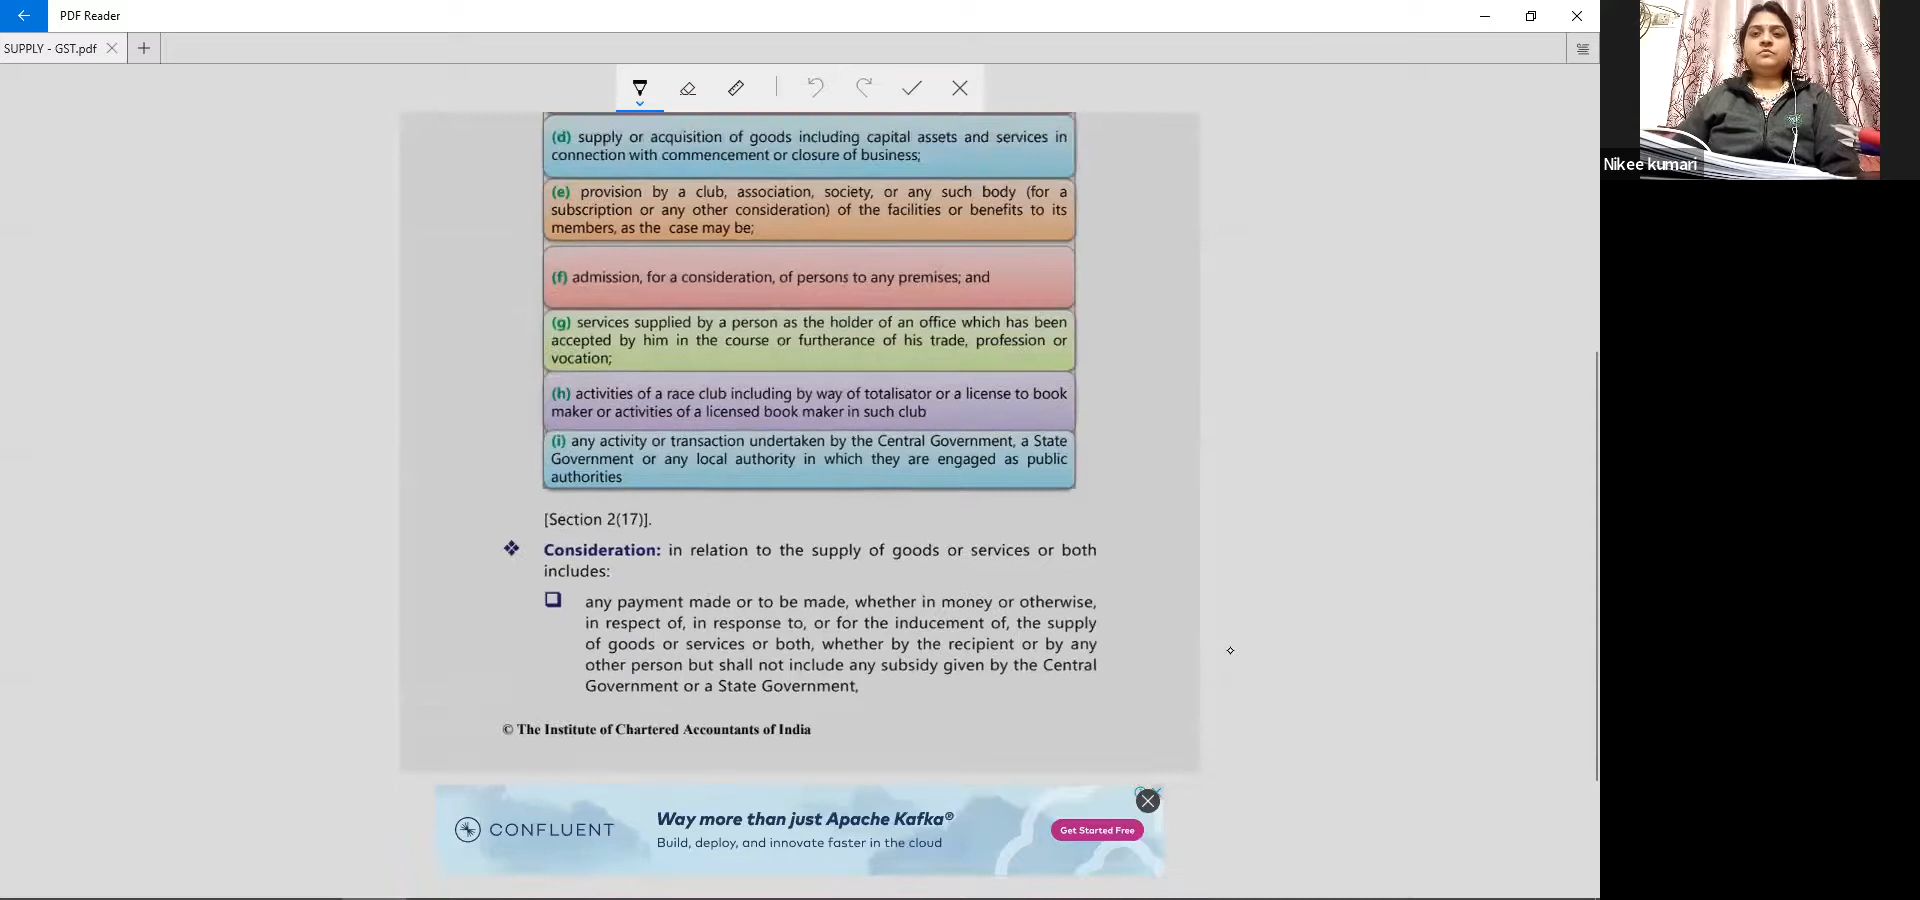 PDF Reader
SUPPLY - GST.pdf
(d) supply or acquisition of goods including capital assets and services in
connection with commencement or closure of business;
(e) provision by a club, association, society, or any such body (for a
subscription or any other consideration) of the facilities or benefits to its
members, as the case may be;
(f) admission, for a consideration, of persons to any premises; and
(g) services supplied by a person as the holder of an office which has been
accepted by him in the course or furtherance of his trade, profession or
vocation;
(h) activities of a race club including by way of totalisator or a license to book
maker or activities of a licensed book maker in such club
(i) any activity or transaction undertaken by the Central Government, a State
Government or any local authority in which they are engaged as public
authorities
[Section 2(17)].
❖ Consideration: in relation to the supply of goods or services or both
includes:
❑ any payment made or to be made, whether in money or otherwise,
in respect of, in response to, or for the inducement of, the supply
of goods or services or both, whether by the recipient or by any
other person but shall not include any subsidy given by the Central
Government or a State Government,
© The Institute of Chartered Accountants of India
CONFLUENT
Way more than just Apache Kafka®
Build, deploy, and innovate faster in the cloud
Get Started Free
Nikee kumari